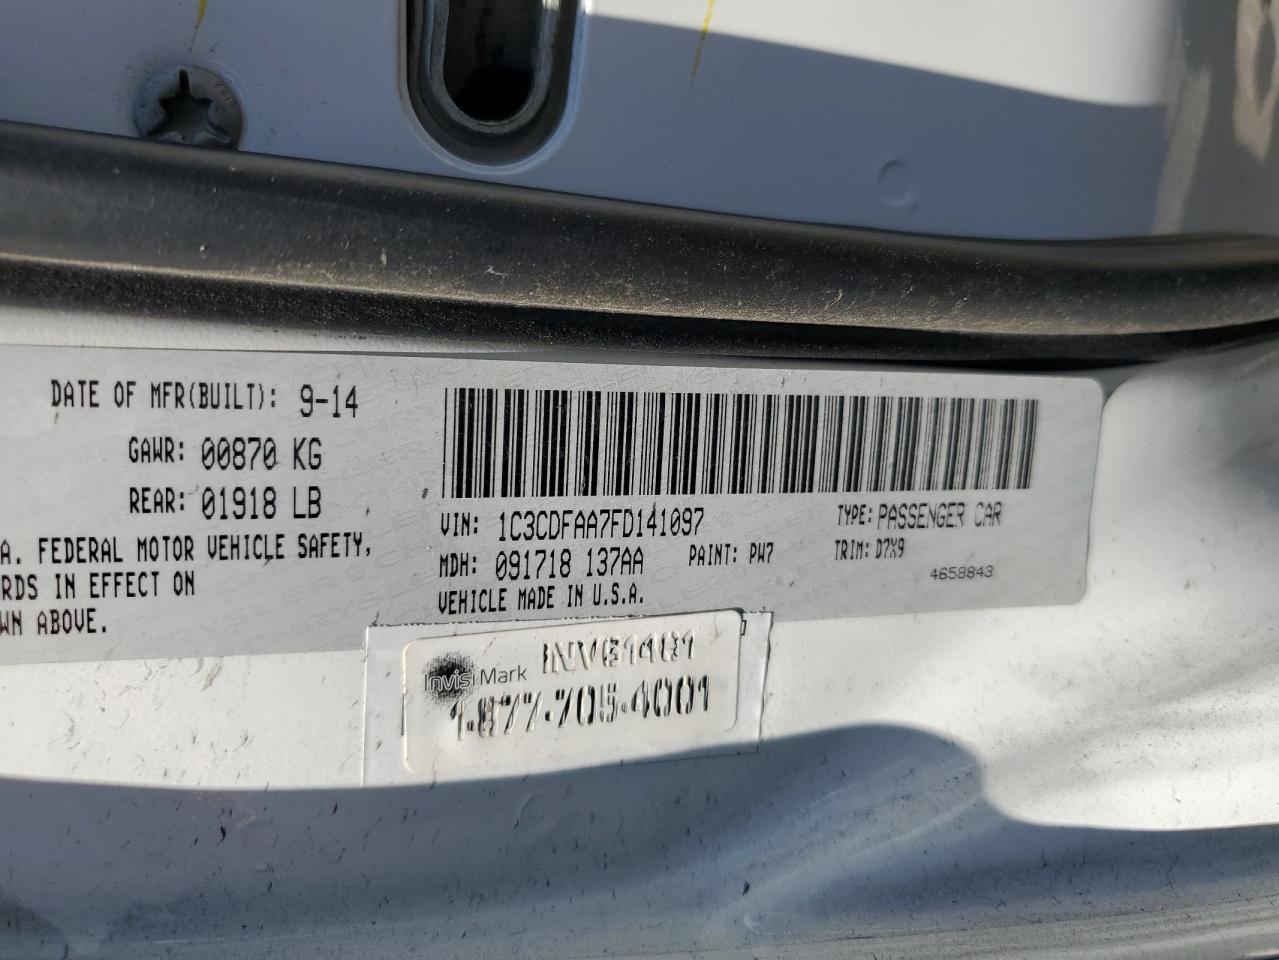 DATE OF MFR(BUILT): 9-14
GAWR: 00870 KG
REAR: 01918 LB
A. FEDERAL MOTOR VEHICLE SAFETY,
RDS IN EFFECT ON
WN ABOVE.
VIN: 1C3CDFAA7FD141097
TYPE: PASSENGER CAR
MDH: 091718 137AA
PAINT: PW7
TRIM: D7X9
VEHICLE MADE IN U.S.A.
4658843
InvisiMark
1-877-705-4001